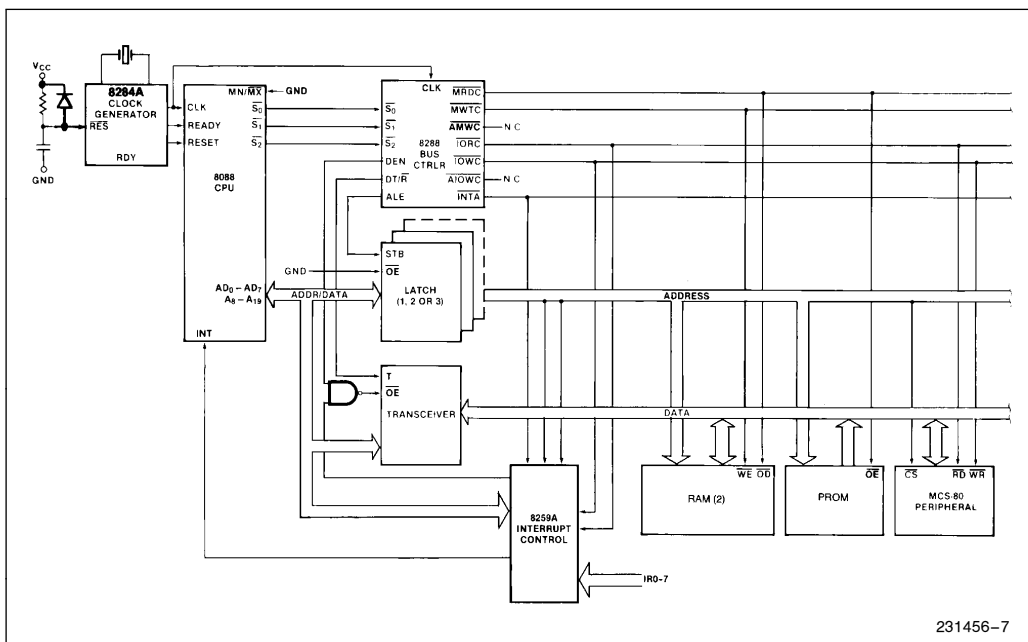 VCC
8284A
CLOCK
GENERATOR
RES
RDY
GND
MN/MX
GND
CLK
READY
RESET
S0
S1
S2
8088
CPU
AD0 – AD7
A8 – A19
INT
CLK
S0
S1
S2
DEN
DT/R
ALE
8288
BUS
CTRLR
MRDC
MWTC
AMWC
N C
IORC
IOWC
AIOWC
N C
INTA
STB
GND
OE
ADDR/DATA
LATCH
(1, 2 OR 3)
ADDRESS
T
OE
TRANSCEIVER
DATA
8259A
INTERRUPT
CONTROL
IR0-7
WE OD
RAM (2)
OE
PROM
CS
RD WR
MCS-80
PERIPHERAL
231456–7